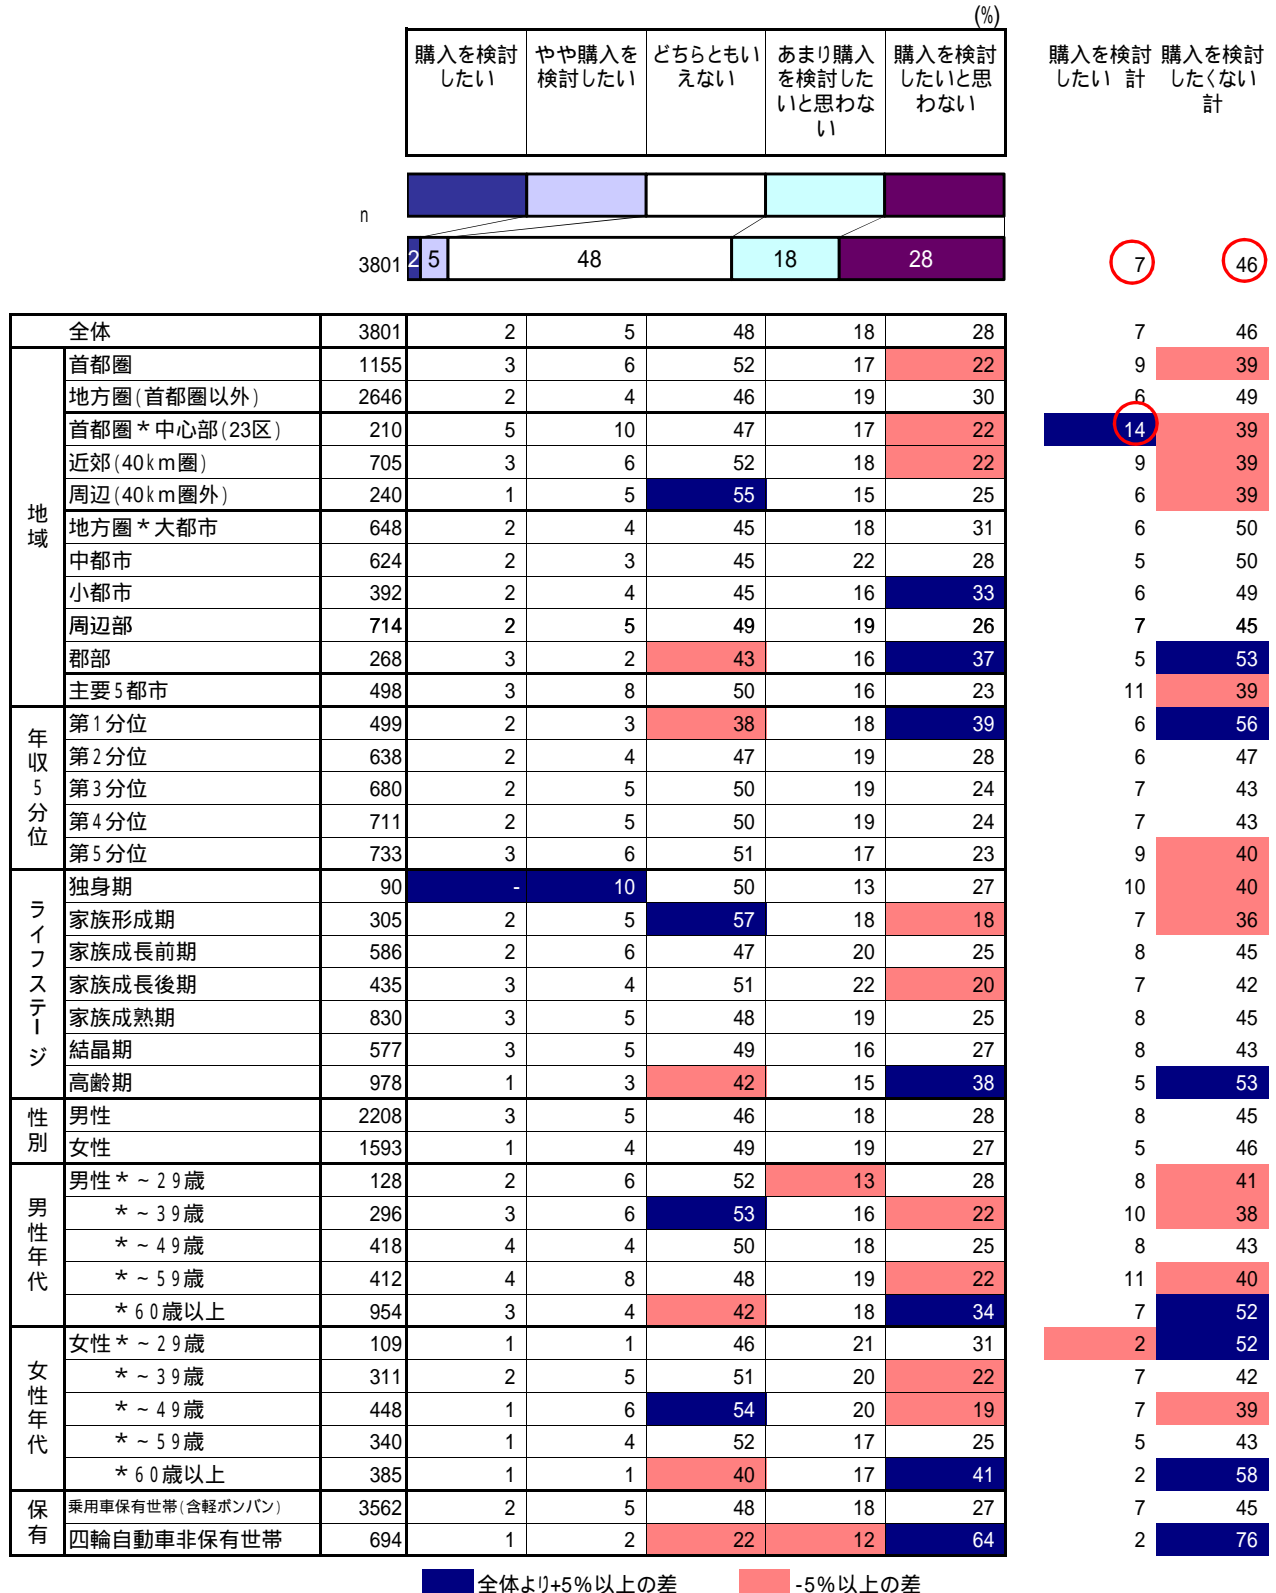 (%)
購入を検討したい やや購入を検討したい どちらともいえない あまり購入を検討したいと思わない 購入を検討したいと思わない 購入を検討したい 計 購入を検討したくない 計
n
3801 2 5 48 18 28 7 46
全体 3801 2 5 48 18 28 7 46
地域
首都圏 1155 3 6 52 17 22 9 39
地方圏(首都圏以外) 2646 2 4 46 19 30 6 49
首都圏*中心部(23区) 210 5 10 47 17 22 14 39
近郊(40km圏) 705 3 6 52 18 22 9 39
周辺(40km圏外) 240 1 5 55 15 25 6 39
地方圏*大都市 648 2 4 45 18 31 6 50
中都市 624 2 3 45 22 28 5 50
小都市 392 2 4 45 16 33 6 49
周辺部 714 2 5 49 19 26 7 45
郡部 268 3 2 43 16 37 5 53
主要5都市 498 3 8 50 16 23 11 39
年収5分位
第1分位 499 2 3 38 18 39 6 56
第2分位 638 2 4 47 19 28 6 47
第3分位 680 2 5 50 19 24 7 43
第4分位 711 2 5 50 19 24 7 43
第5分位 733 3 6 51 17 23 9 40
ライフステージ
独身期 90 - 10 50 13 27 10 40
家族形成期 305 2 5 57 18 18 7 36
家族成長前期 586 2 6 47 20 25 8 45
家族成長後期 435 3 4 51 22 20 7 42
家族成熟期 830 3 5 48 19 25 8 45
結晶期 577 3 5 49 16 27 8 43
高齢期 978 1 3 42 15 38 5 53
性別
男性 2208 3 5 46 18 28 8 45
女性 1593 1 4 49 19 27 5 46
男性年代
男性*~29歳 128 2 6 52 13 28 8 41
*~39歳 296 3 6 53 16 22 10 38
*~49歳 418 4 4 50 18 25 8 43
*~59歳 412 4 8 48 19 22 11 40
*60歳以上 954 3 4 42 18 34 7 52
女性年代
女性*~29歳 109 1 1 46 21 31 2 52
*~39歳 311 2 5 51 20 22 7 42
*~49歳 448 1 6 54 20 19 7 39
*~59歳 340 1 4 52 17 25 5 43
*60歳以上 385 1 1 40 17 41 2 58
保有
乗用車保有世帯(含軽ボンバン) 3562 2 5 48 18 27 7 45
四輪自動車非保有世帯 694 1 2 22 12 64 2 76
全体より+5%以上の差 -5%以上の差